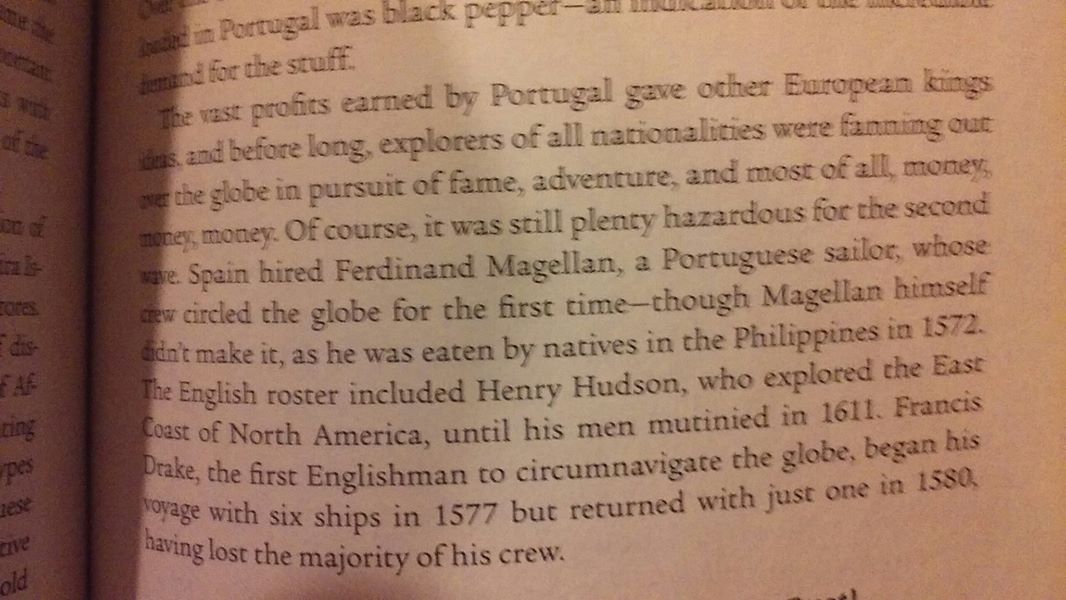 in Portugal was black pepper—an indication of the incredible
demand for the stuff.
The vast profits earned by Portugal gave other European kings
ideas, and before long, explorers of all nationalities were fanning out
over the globe in pursuit of fame, adventure, and most of all, money,
money, money. Of course, it was still plenty hazardous for the second
wave. Spain hired Ferdinand Magellan, a Portuguese sailor, whose
crew circled the globe for the first time—though Magellan himself
didn't make it, as he was eaten by natives in the Philippines in 1572.
The English roster included Henry Hudson, who explored the East
Coast of North America, until his men mutinied in 1611. Francis
Drake, the first Englishman to circumnavigate the globe, began his
voyage with six ships in 1577 but returned with just one in 1580,
having lost the majority of his crew.